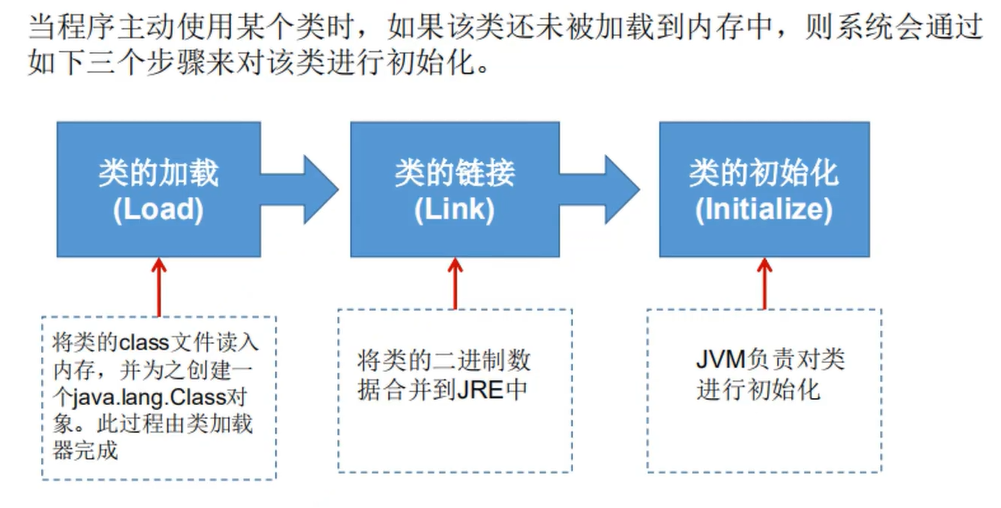 当程序主动使用某个类时，如果该类还未被加载到内存中，则系统会通过
如下三个步骤来对该类进行初始化。
类的加载
(Load)
类的链接
(Link)
类的初始化
(Initialize)
将类的class文件读入
内存，并为之创建一
个java.lang.Class对
象。此过程由类加载
器完成
将类的二进制数
据合并到JRE中
JVM负责对类
进行初始化